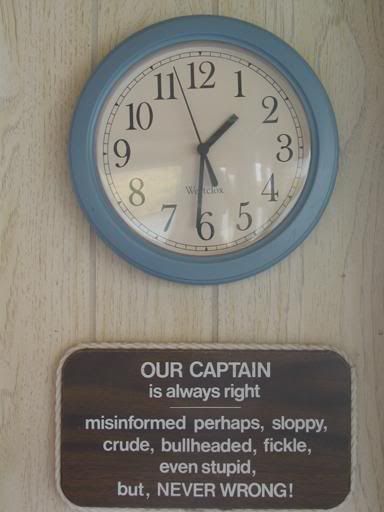 12
1
2
3
4
5
6
7
8
9
10
11
Westclox
OUR CAPTAIN
is always right
misinformed perhaps, sloppy,
crude, bullheaded, fickle,
even stupid,
but, NEVER WRONG!